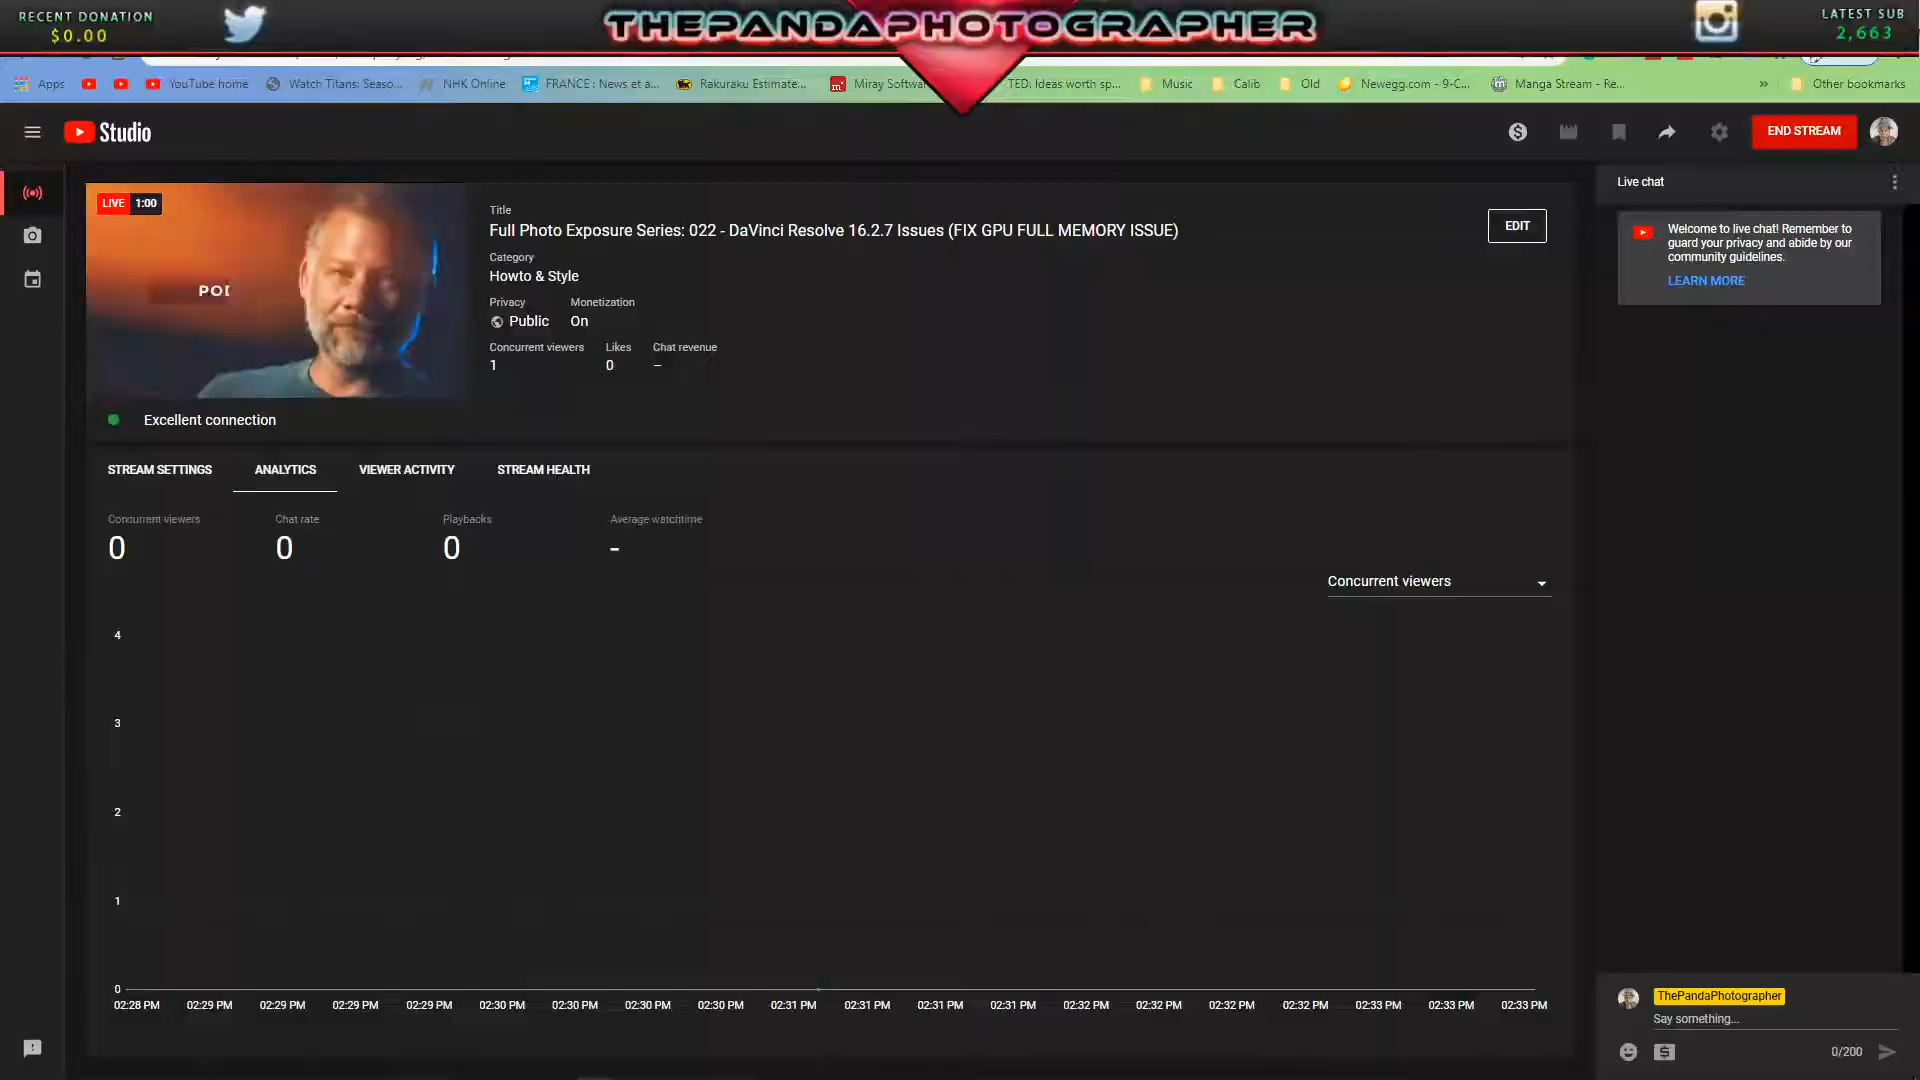 RECENT DONATION
$0.00
THEPANDAPHOTOGRAPHER
LATEST SUB
2,663
Apps
YouTube home
Watch Titans: Seaso...
NHK Online
FRANCE : News et a...
Rakuraku Estimate...
Miray Softwa
TED: Ideas worth sp...
Music
Calib
Old
Newegg.com - 9-C...
Manga Stream - Re...
»
Other bookmarks
Studio
END STREAM
LIVE 1:00
POI
Title
Full Photo Exposure Series: 022 - DaVinci Resolve 16.2.7 Issues (FIX GPU FULL MEMORY ISSUE)
EDIT
Category
Howto & Style
Privacy Monetization
Public On
Concurrent viewers Likes Chat revenue
1 0 –
Excellent connection
STREAM SETTINGS ANALYTICS VIEWER ACTIVITY STREAM HEALTH
Concurrent viewers Chat rate Playbacks Average watchtime
0 0 0 -
Concurrent viewers
4
3
2
1
0
02:28 PM 02:29 PM 02:29 PM 02:29 PM 02:29 PM 02:30 PM 02:30 PM 02:30 PM 02:30 PM 02:31 PM 02:31 PM 02:31 PM 02:31 PM 02:32 PM 02:32 PM 02:32 PM 02:32 PM 02:33 PM 02:33 PM 02:33 PM
Live chat
Welcome to live chat! Remember to
guard your privacy and abide by our
community guidelines.
LEARN MORE
ThePandaPhotographer
Say something...
0/200